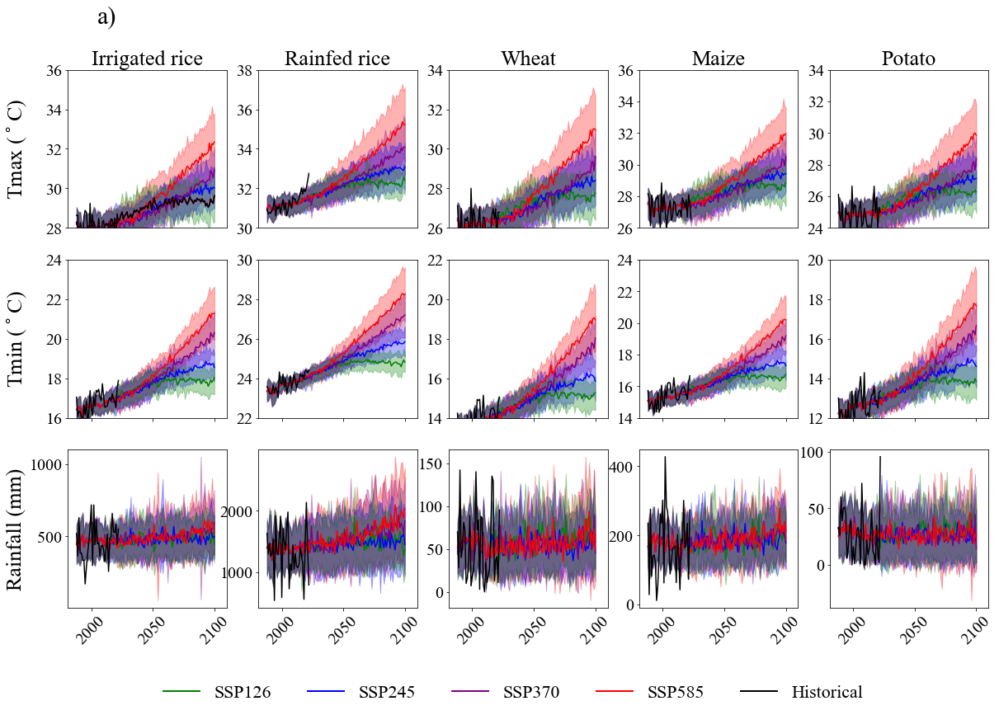 a)
Irrigated rice Rainfed rice Wheat Maize Potato
Tmax (°C)
36 38 36 36 34
34 36 34 34 32
32 34 32 32 30
30 32 30 30 28
28 30 28 28 26
26 26 24
Tmin (°C)
24 30 22 24 20
22 28 20 22 18
20 26 18 20 16
18 24 16 18 14
16 22 14 16 12
14
Rainfall (mm)
1000 2000 150 400 100
500 1000 100 200 50
50 0 0
0
2000 2050 2100 2000 2050 2100 2000 2050 2100 2000 2050 2100 2000 2050 2100
SSP126 SSP245 SSP370 SSP585 Historical